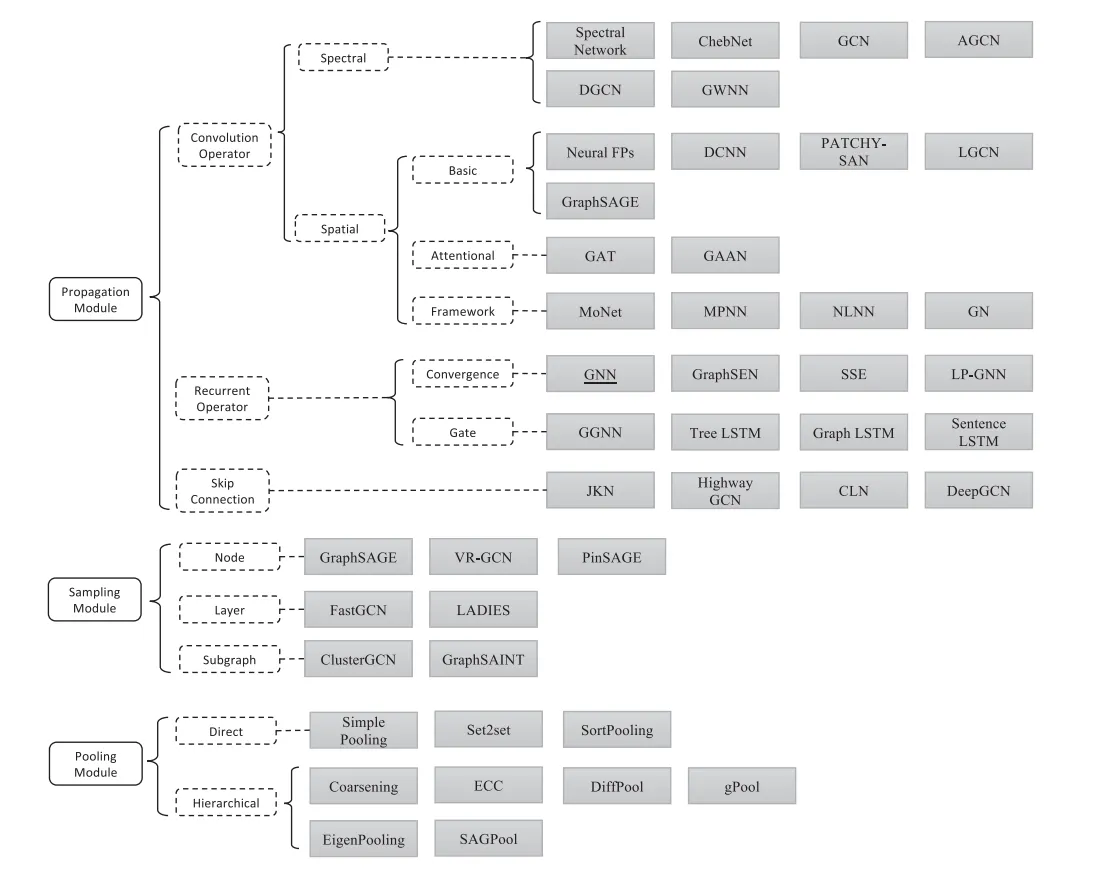 Spectral
Network
ChebNet
GCN
AGCN
Spectral
DGCN
GWNN
Convolution
Operator
Neural FPs
DCNN
PATCHY-
SAN
LGCN
Basic
GraphSAGE
Spatial
Attentional
GAT
GAAN
Propagation
Module
Framework
MoNet
MPNN
NLNN
GN
Convergence
GNN
GraphSEN
SSE
LP-GNN
Recurrent
Operator
Gate
GGNN
Tree LSTM
Graph LSTM
Sentence
LSTM
Skip
Connection
JKN
Highway
GCN
CLN
DeepGCN
Node
GraphSAGE
VR-GCN
PinSAGE
Sampling
Module
Layer
FastGCN
LADIES
Subgraph
ClusterGCN
GraphSAINT
Direct
Simple
Pooling
Set2set
SortPooling
Pooling
Module
Hierarchical
Coarsening
ECC
DiffPool
gPool
EigenPooling
SAGPool